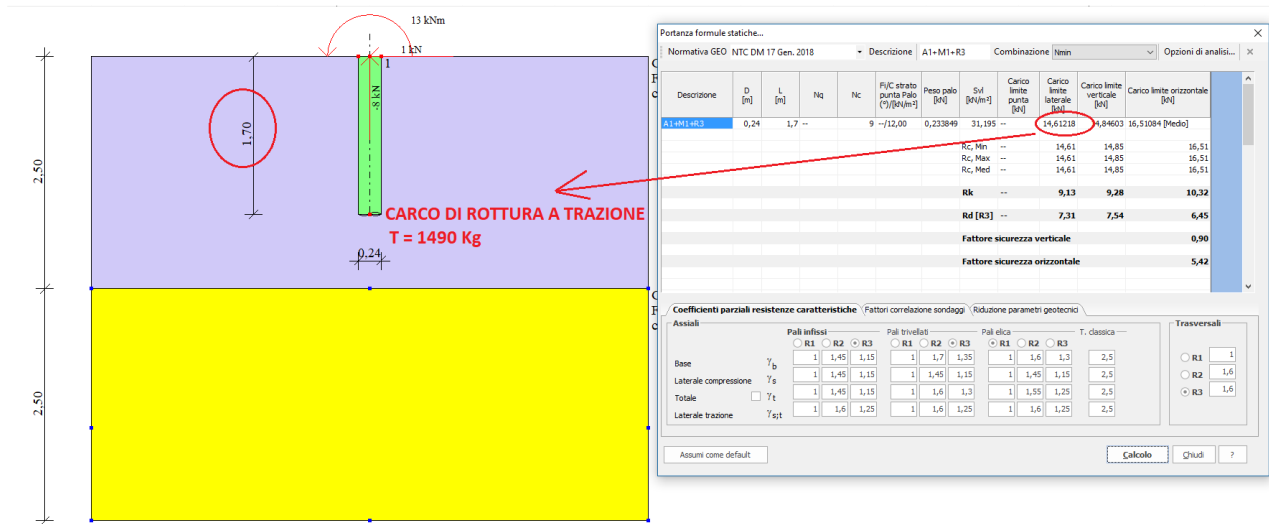 13 kNm
1 kN
1
-8 kN
1,70
2,50
CARCO DI ROTTURA A TRAZIONE
T = 1490 Kg
0,24
2,50
C
F
c
C
F
c
Portanza formule statiche...
Normativa GEO NTC DM 17 Gen. 2018 Descrizione A1+M1+R3 Combinazione Nmin Opzioni di analisi...
Descrizione D [m] L [m] Nq Nc Fi/C strato punta Palo (°)/[kN/m²] Peso palo [kN] Svl [kN/m²] Carico limite punta [kN] Carico limite laterale [kN] Carico limite verticale [kN] Carico limite orizzontale [kN]
A1+M1+R3 0,24 1,7 -- 9 --/12,00 0,233849 31,195 -- 14,61218 14,84603 16,51084 [Medio]
Rc, Min -- 14,61 14,85 16,51
Rc, Max -- 14,61 14,85 16,51
Rc, Med -- 14,61 14,85 16,51
Rk -- 9,13 9,28 10,32
Rd [R3] -- 7,31 7,54 6,45
Fattore sicurezza verticale 0,90
Fattore sicurezza orizzontale 5,42
Coefficienti parziali resistenze caratteristiche Fattori correlazione sondaggi Riduzione parametri geotecnici
Assiali Trasversali
Pali infissi Pali trivellati Pali elica T. classica
R1 R2 R3 R1 R2 R3 R1 R2 R3
Base γb 1 1,45 1,15 1 1,7 1,35 1 1,6 1,3 2,5 R1 1
Laterale compressione γs 1 1,45 1,15 1 1,45 1,15 1 1,45 1,15 2,5 R2 1,6
Totale γt 1 1,45 1,15 1 1,6 1,3 1 1,55 1,25 2,5 R3 1,6
Laterale trazione γs;t 1 1,6 1,25 1 1,6 1,25 1 1,6 1,25 2,5
Assumi come default Calcolo Chiudi ?